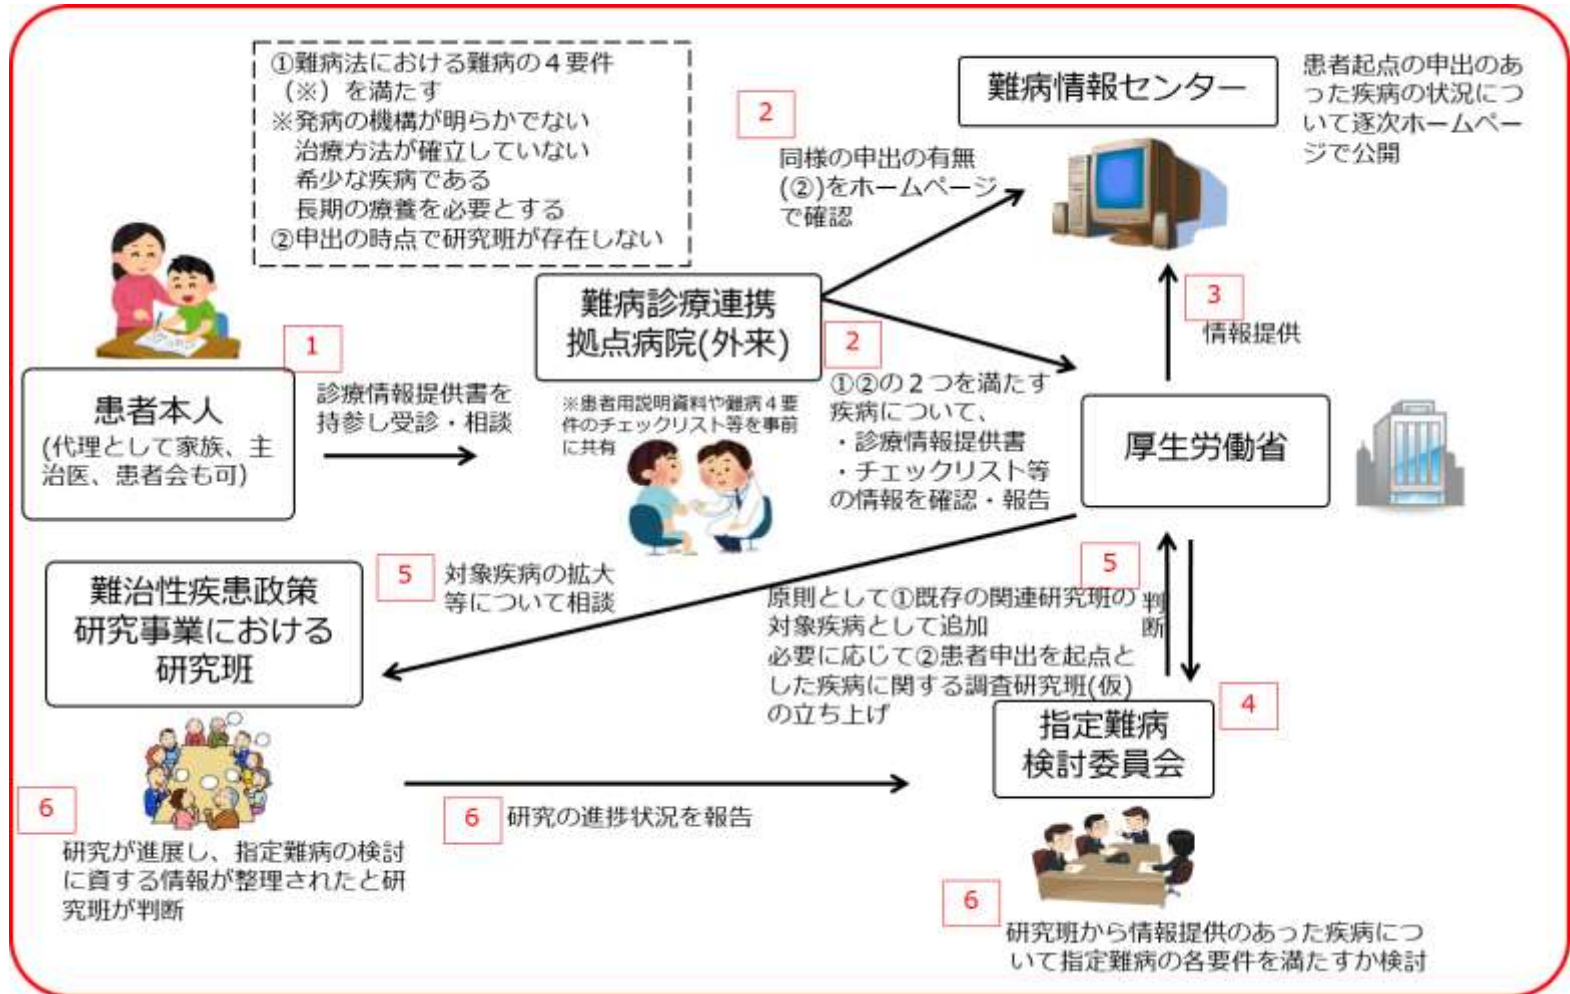 ①難病法における難病の４要件
（※）を満たす
※発病の機構が明らかでない
治療方法が確立していない
希少な疾病である
長期の療養を必要とする
②申出の時点で研究班が存在しない
2
同様の申出の有無
(②)をホームページ
で確認
難病情報センター
患者起点の申出のあ
った疾病の状況につ
いて逐次ホームペー
ジで公開
3
情報提供
1
診療情報提供書を
持参し受診・相談
患者本人
(代理として家族、主
治医、患者会も可)
難病診療連携
拠点病院(外来)
※患者用説明資料や難病４要
件のチェックリスト等を事前
に共有
2
①②の２つを満たす
疾病について、
・診療情報提供書
・チェックリスト等
の情報を確認・報告
厚生労働省
難治性疾患政策
研究事業における
研究班
5
対象疾病の拡大
等について相談
5
原則として①既存の関連研究班の
対象疾病として追加
必要に応じて②患者申出を起点と
した疾病に関する調査研究班(仮)
の立ち上げ
判
断
4
指定難病
検討委員会
6
研究が進展し、指定難病の検討
に資する情報が整理されたと研
究班が判断
6
研究の進捗状況を報告
6
研究班から情報提供のあった疾病につ
いて指定難病の各要件を満たすか検討